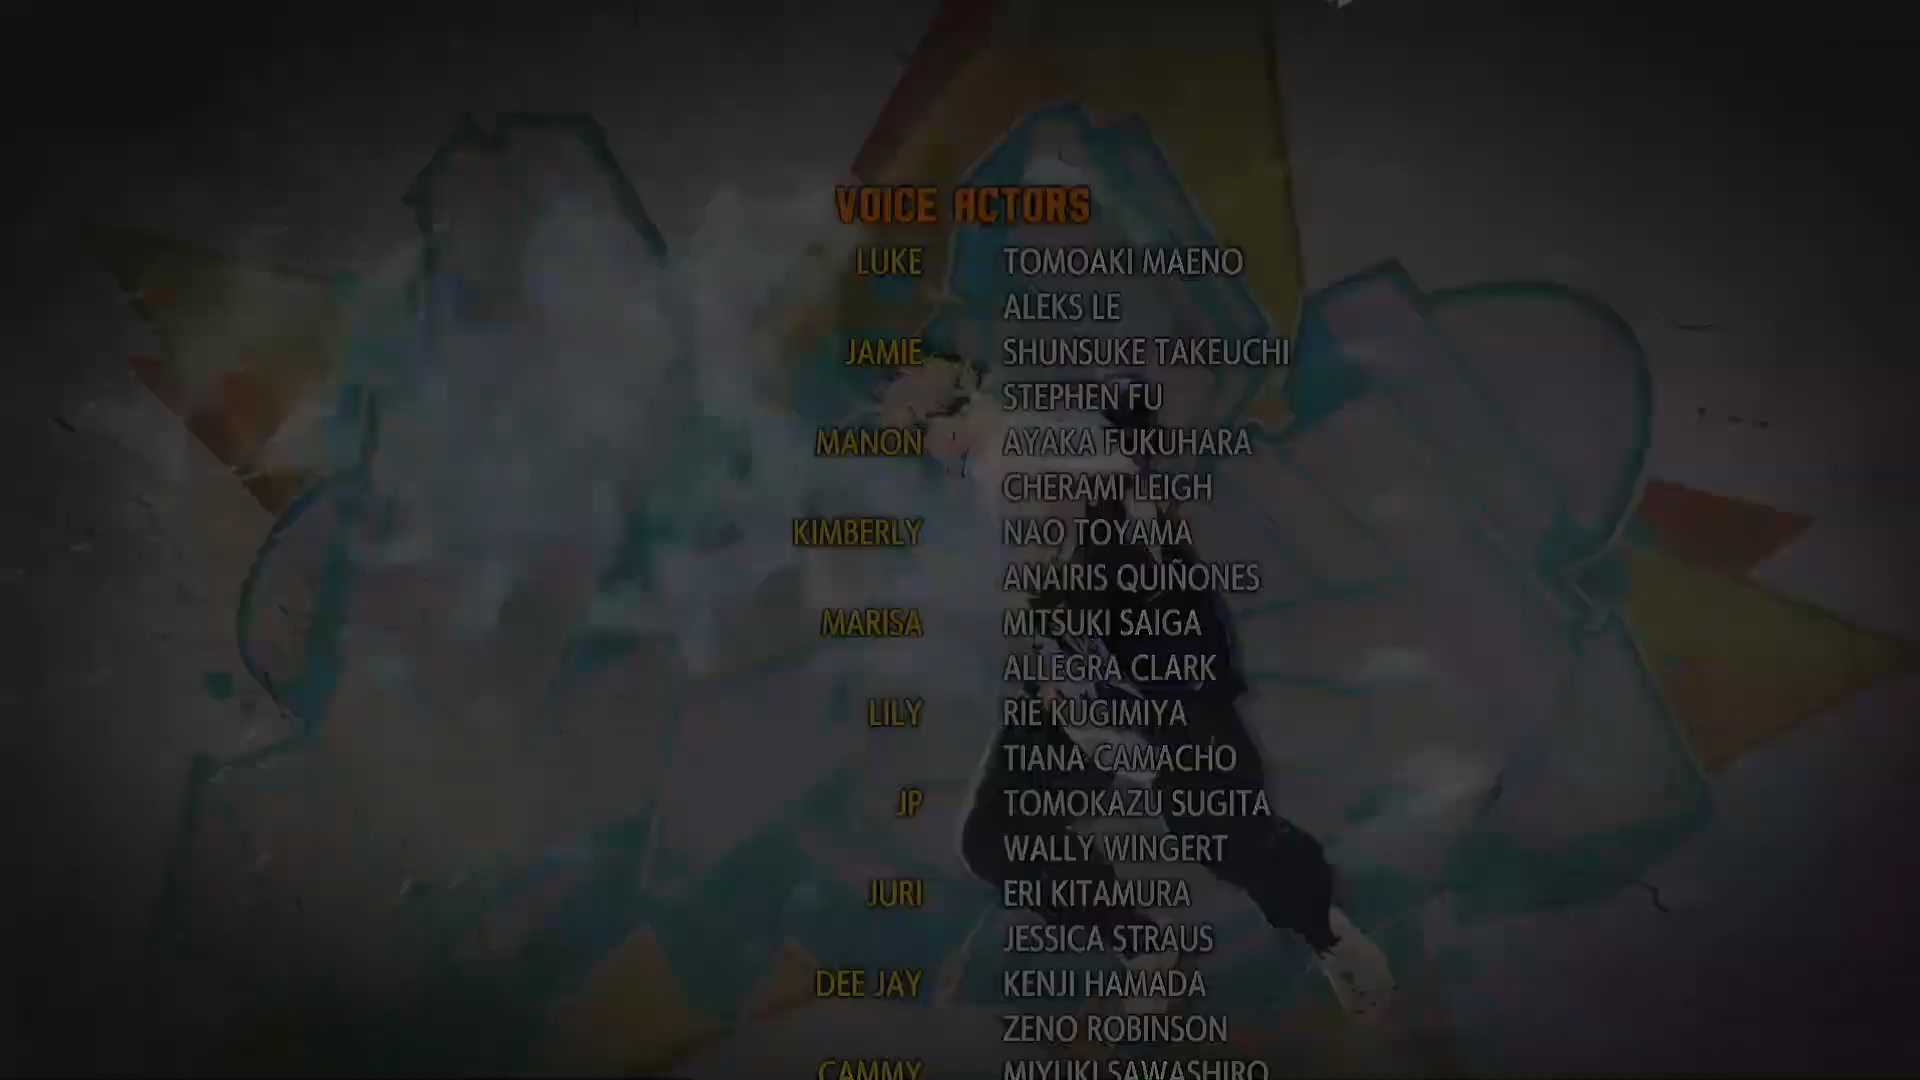 VOICE ACTORS
LUKE TOMOAKI MAENO
ALEKS LE
JAMIE SHUNSUKE TAKEUCHI
STEPHEN FU
MANON AYAKA FUKUHARA
CHERAMI LEIGH
KIMBERLY NAO TOYAMA
ANAIRIS QUIÑONES
MARISA MITSUKI SAIGA
ALLEGRA CLARK
LILY RIE KUGIMIYA
TIANA CAMACHO
JP TOMOKAZU SUGITA
WALLY WINGERT
JURI ERI KITAMURA
JESSICA STRAUS
DEE JAY KENJI HAMADA
ZENO ROBINSON
CAMMY MIYUKI SAWASHIRO